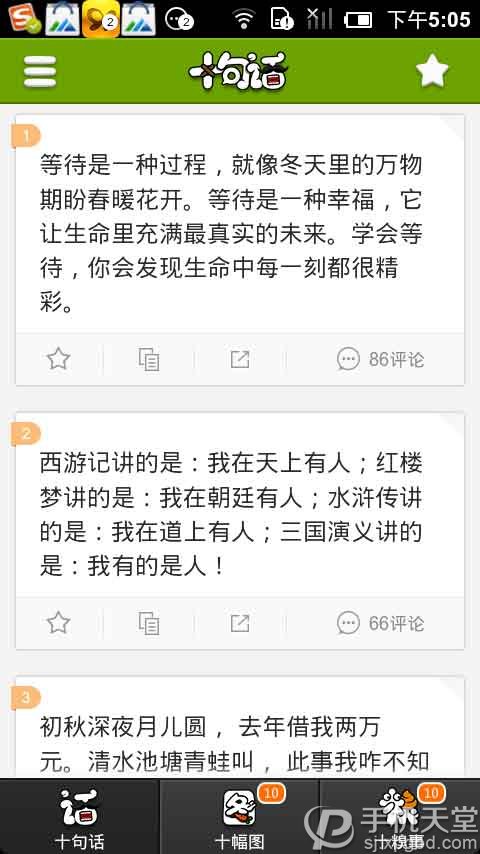 2
2
下午5:05
十句话
1
等待是一种过程，就像冬天里的万物
期盼春暖花开。等待是一种幸福，它
让生命里充满最真实的未来。学会等
待，你会发现生命中每一刻都很精
彩。
86评论
2
西游记讲的是：我在天上有人；红楼
梦讲的是：我在朝廷有人；水浒传讲
的是：我在道上有人；三国演义讲的
是：我有的是人！
66评论
3
初秋深夜月儿圆， 去年借我两万
元。清水池塘青蛙叫， 此事我咋不知
话
10
10
十句话
十幅图
十糗事
手机天堂
sjxzgod.com